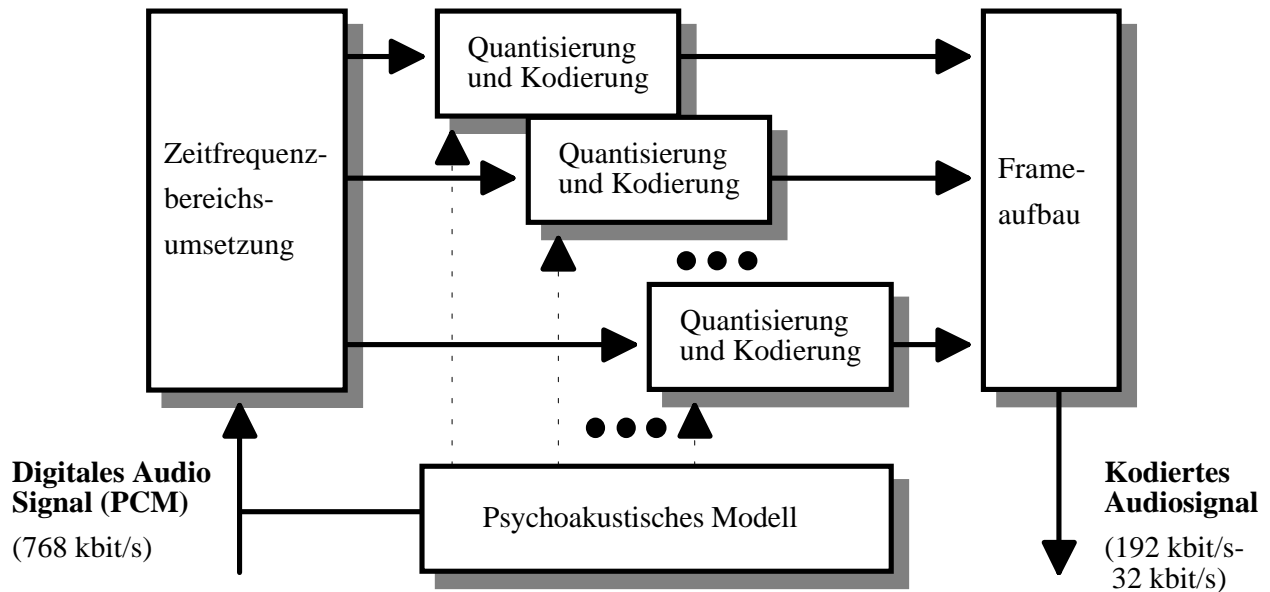 Quantisierung
und Kodierung
Zeitfrequenz-
bereichs-
umsetzung
Quantisierung
und Kodierung
Frame-
aufbau
Quantisierung
und Kodierung
Digitales Audio
Signal (PCM)
(768 kbit/s)
Psychoakustisches Modell
Kodiertes
Audiosignal
(192 kbit/s-
32 kbit/s)